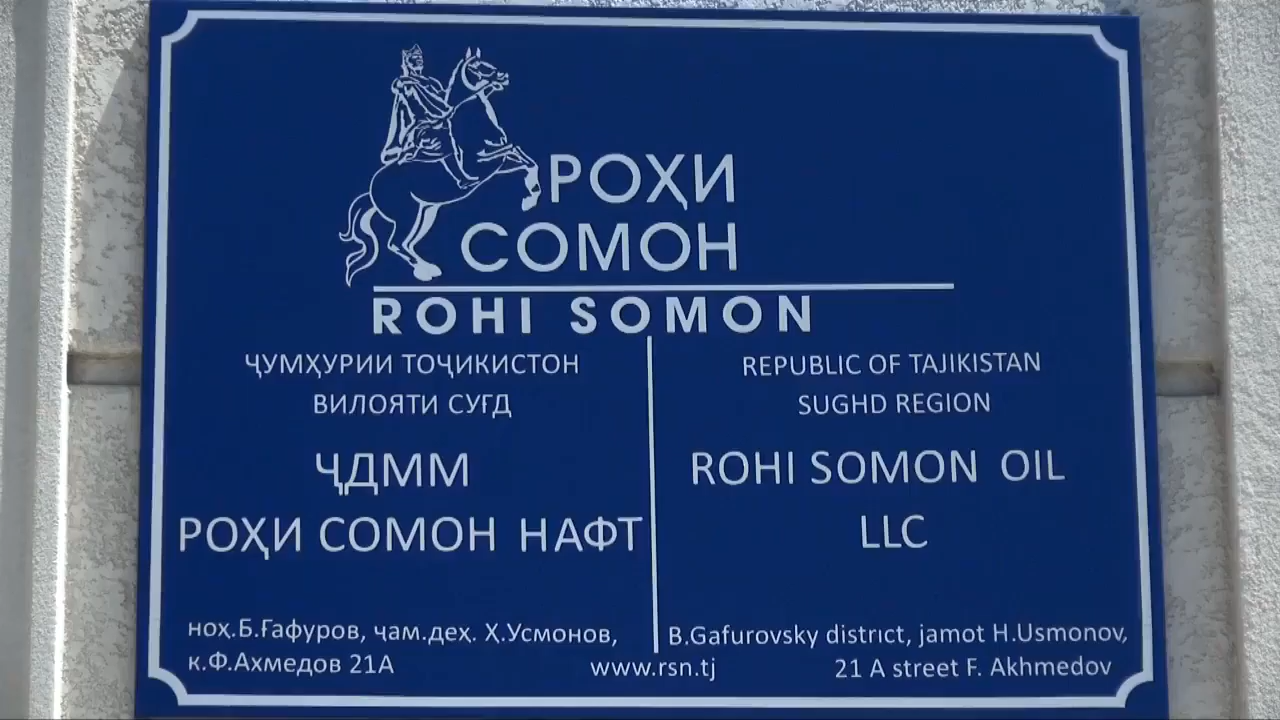 РОҲИ
СОМОН
ROHI SOMON
ҶУМҲУРИИ ТОҶИКИСТОН
ВИЛОЯТИ СУҒД
ҶДММ
РОҲИ СОМОН НАФТ
ноҳ.Б.Ғафуров, ҷам.деҳ. Ҳ.Усмонов,
к.Ф.Ахмедов 21А
REPUBLIC OF TAJIKISTAN
SUGHD REGION
ROHI SOMON OIL
LLC
B.Gafurovsky district, jamot H.Usmonov,
21 A street F. Akhmedov
www.rsn.tj